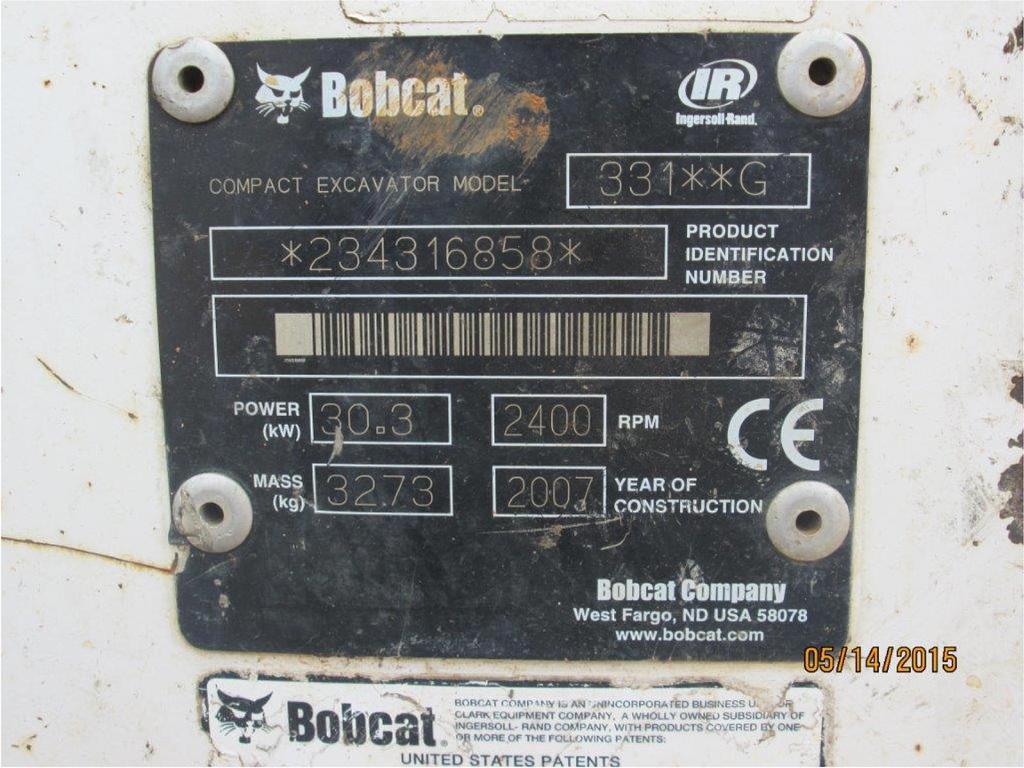 Bobcat®
IR
Ingersoll-Rand®
COMPACT EXCAVATOR MODEL 331**G
*234316858* PRODUCT IDENTIFICATION NUMBER
POWER (kW) 30.3 2400 RPM
CE
MASS (kg) 3273 2007 YEAR OF CONSTRUCTION
Bobcat Company
West Fargo, ND USA 58078
www.bobcat.com
05/14/2015
Bobcat®
BOBCAT COMPANY IS AN UNINCORPORATED BUSINESS OF
CLARK EQUIPMENT COMPANY, A WHOLLY OWNED SUBSIDIARY OF
INGERSOLL- RAND COMPANY, WITH PRODUCTS COVERED BY ONE
OR MORE OF THE FOLLOWING PATENTS:
UNITED STATES PATENTS